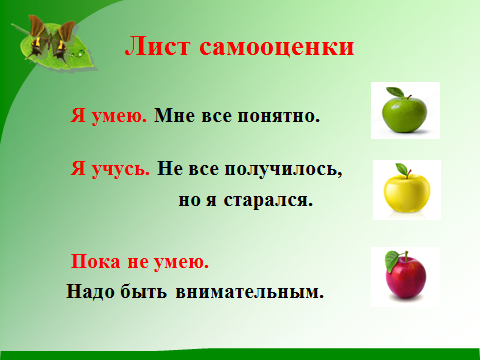 Лист самооценки
Я умею. Мне все понятно.
Я учусь. Не все получилось,
но я старался.
Пока не умею.
Надо быть внимательным.